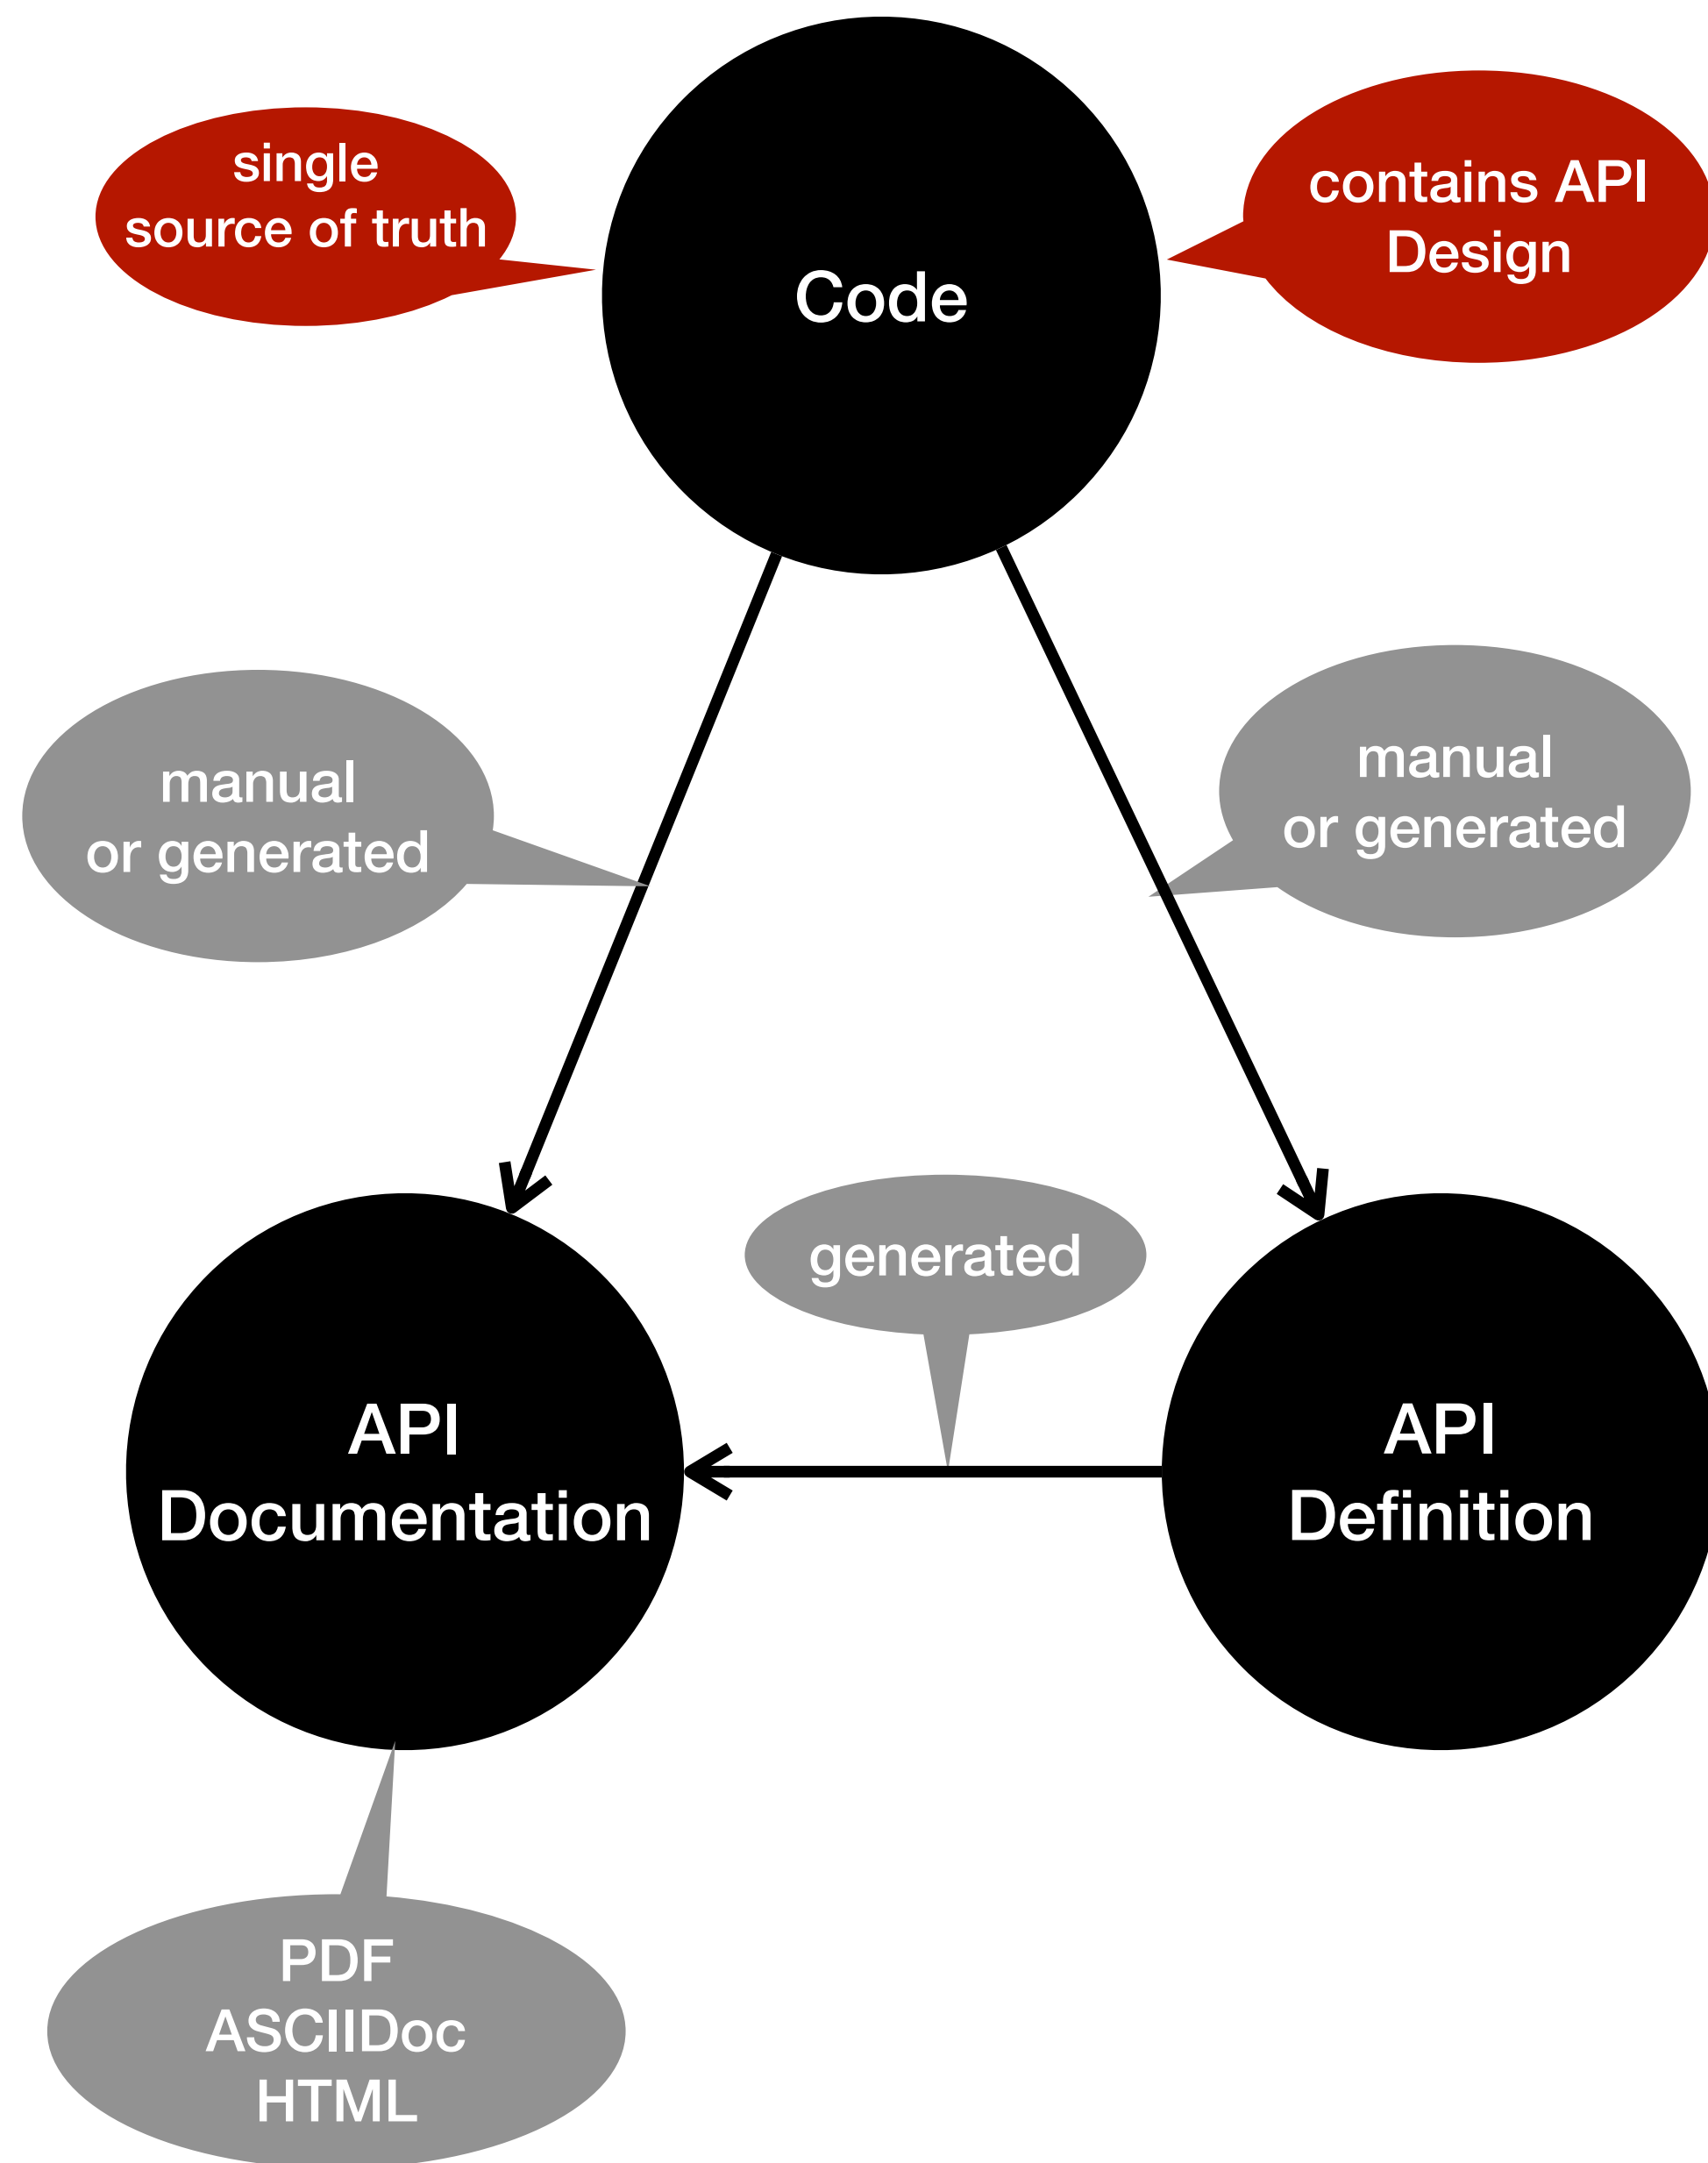 single
source of truth
Code
contains API
Design
manual
or generated
manual
or generated
generated
API
Documentation
API
Definition
PDF
ASCIIDoc
HTML